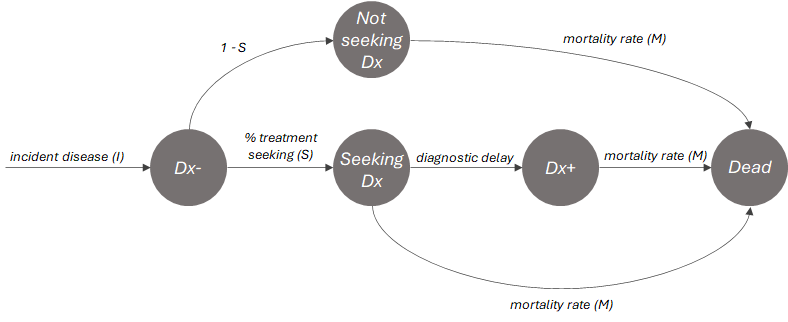 Not
seeking
Dx
mortality rate (M)
1 - S
incident disease (I)
Dx-
% treatment
seeking (S)
Seeking
Dx
diagnostic delay
Dx+
mortality rate (M)
Dead
mortality rate (M)